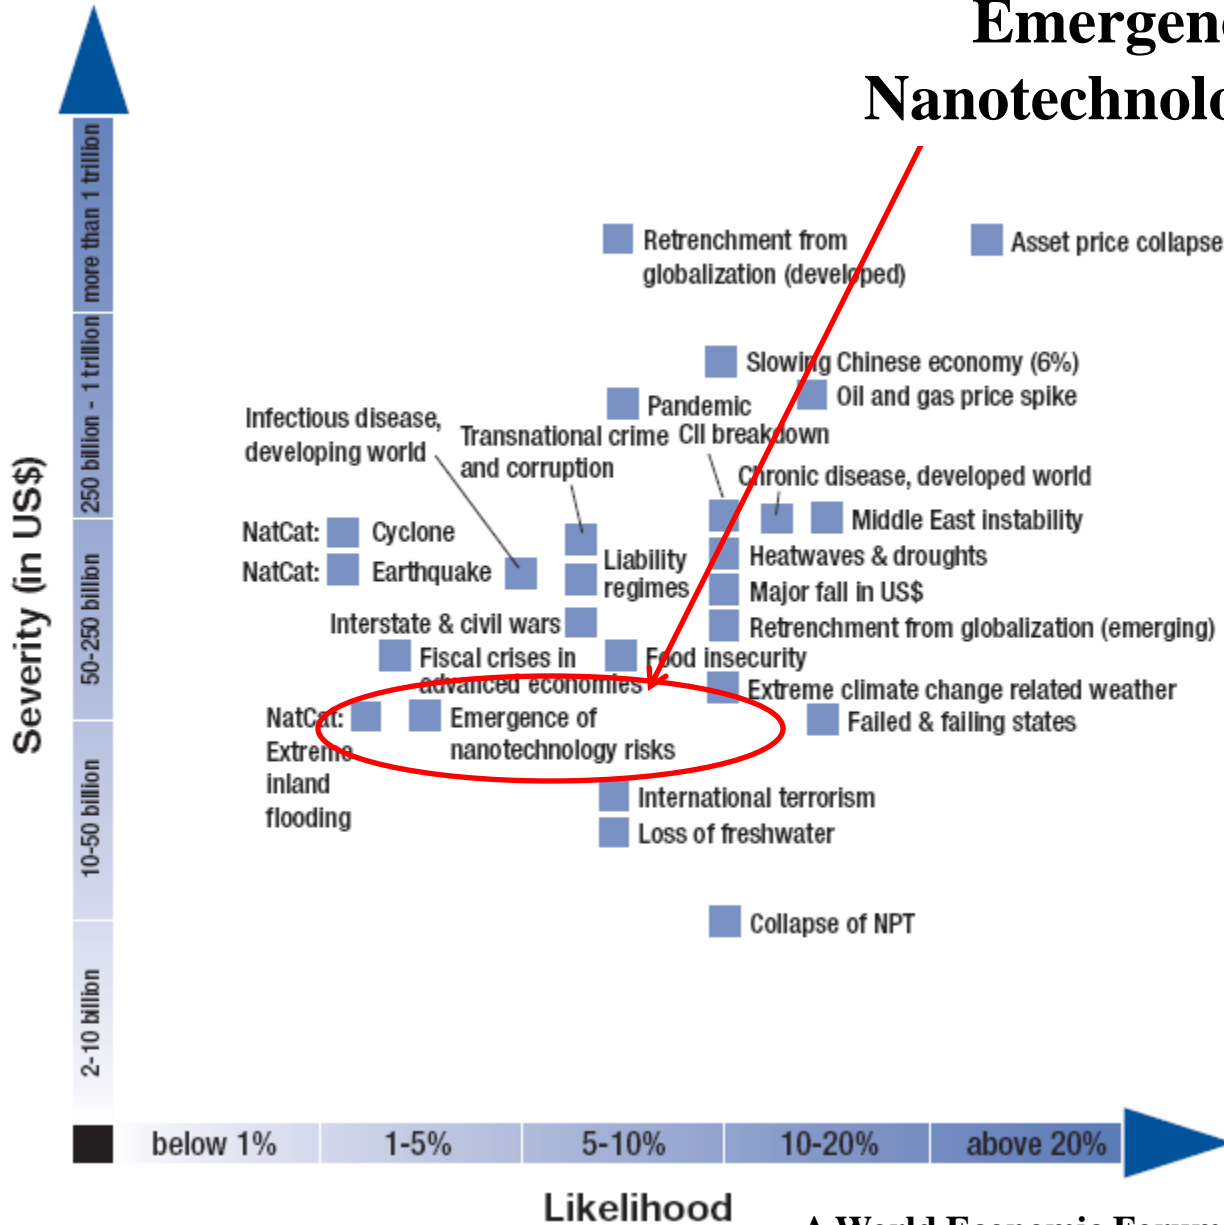 Emergenc
Nanotechnolo
more than 1 trillion
250 billion - 1 trillion
50-250 billion
10-50 billion
2-10 billion
Severity (in US$)
Retrenchment from
globalization (developed)
Asset price collapse
Slowing Chinese economy (6%)
Oil and gas price spike
Pandemic
Infectious disease,
developing world
Transnational crime
and corruption
CII breakdown
Chronic disease, developed world
Middle East instability
NatCat: Cyclone
NatCat: Earthquake
Liability
regimes
Heatwaves & droughts
Major fall in US$
Interstate & civil wars
Retrenchment from globalization (emerging)
Fiscal crises in
advanced economies
Food insecurity
Extreme climate change related weather
Failed & failing states
NatCat:
Extreme
inland
flooding
Emergence of
nanotechnology risks
International terrorism
Loss of freshwater
Collapse of NPT
below 1%
1-5%
5-10%
10-20%
above 20%
Likelihood
A World Economic Forum